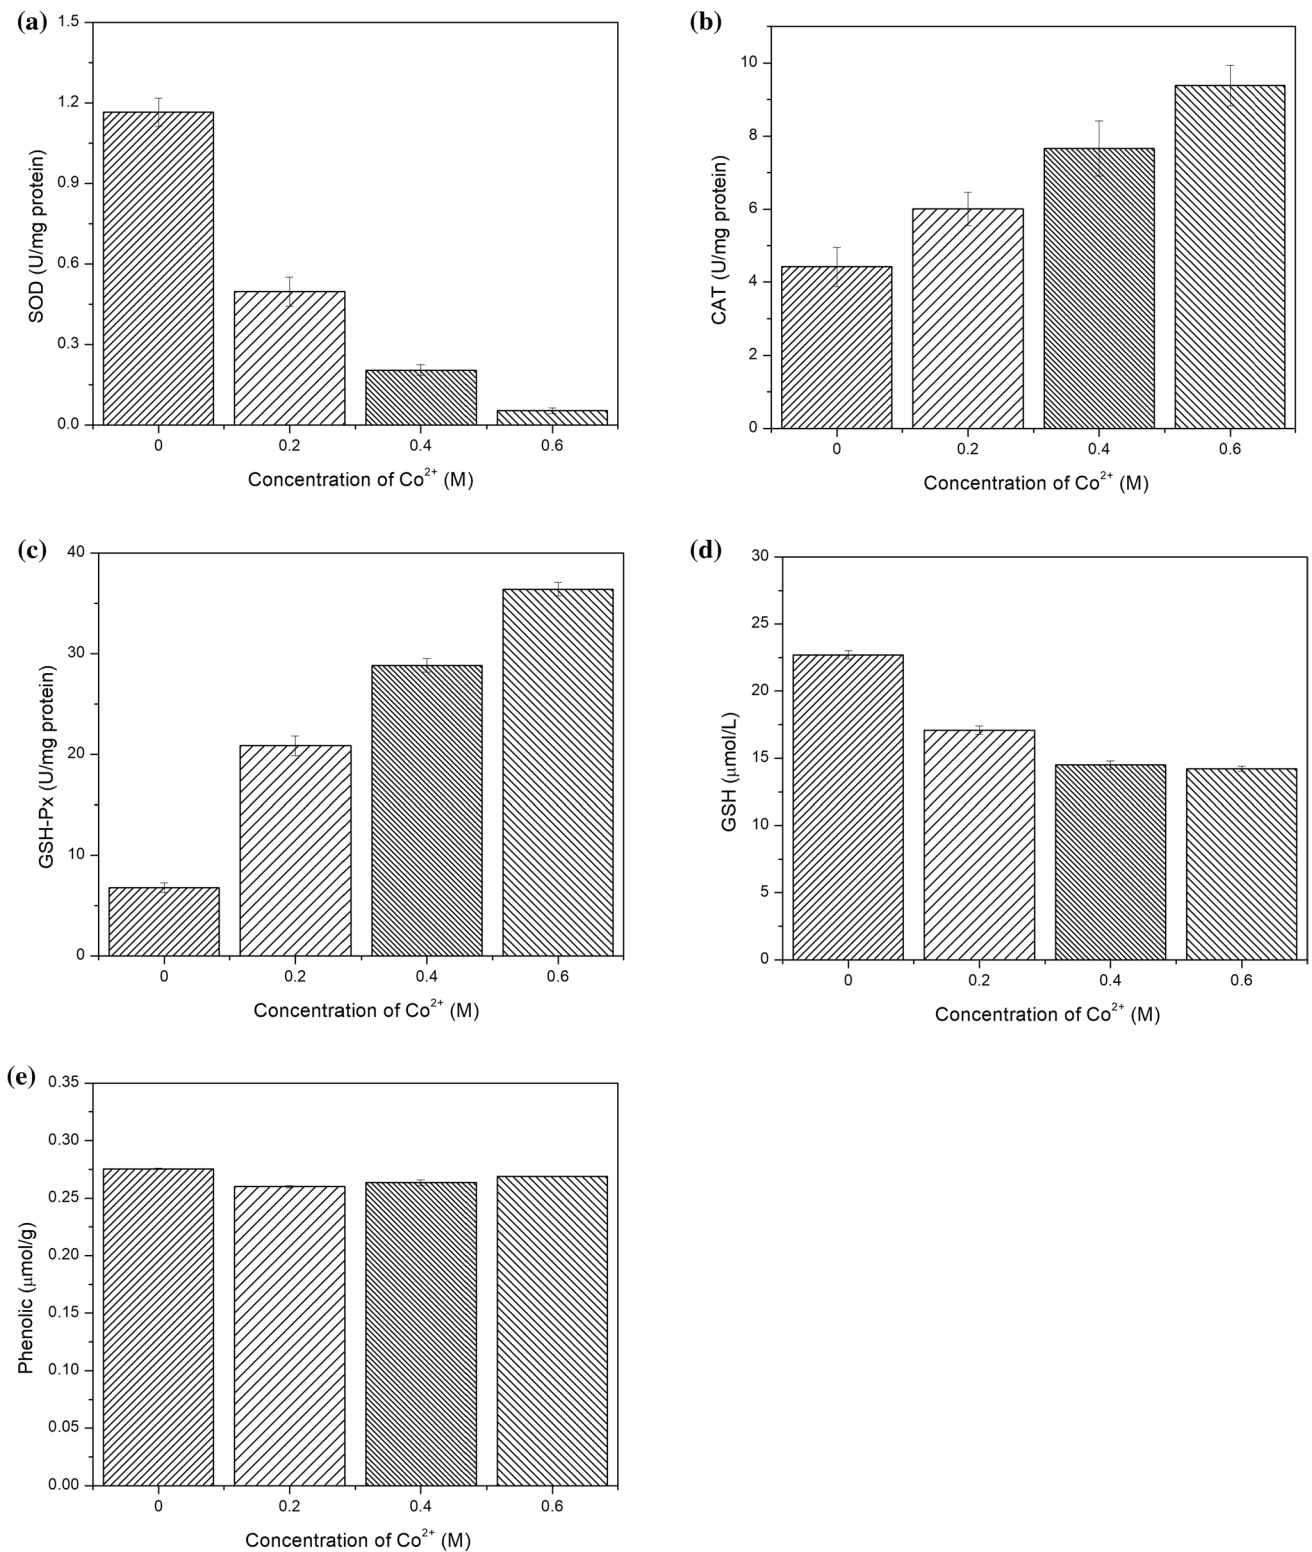 (a)
1.5
1.2
0.9
0.6
0.3
0.0
SOD (U/mg protein)
0 0.2 0.4 0.6
Concentration of Co²⁺ (M)
(b)
10
8
6
4
2
0
CAT (U/mg protein)
0 0.2 0.4 0.6
Concentration of Co²⁺ (M)
(c)
40
30
20
10
0
GSH-Px (U/mg protein)
0 0.2 0.4 0.6
Concentration of Co²⁺ (M)
(d)
30
25
20
15
10
5
0
GSH (μmol/L)
0 0.2 0.4 0.6
Concentration of Co²⁺ (M)
(e)
0.35
0.30
0.25
0.20
0.15
0.10
0.05
0.00
Phenolic (μmol/g)
0 0.2 0.4 0.6
Concentration of Co²⁺ (M)